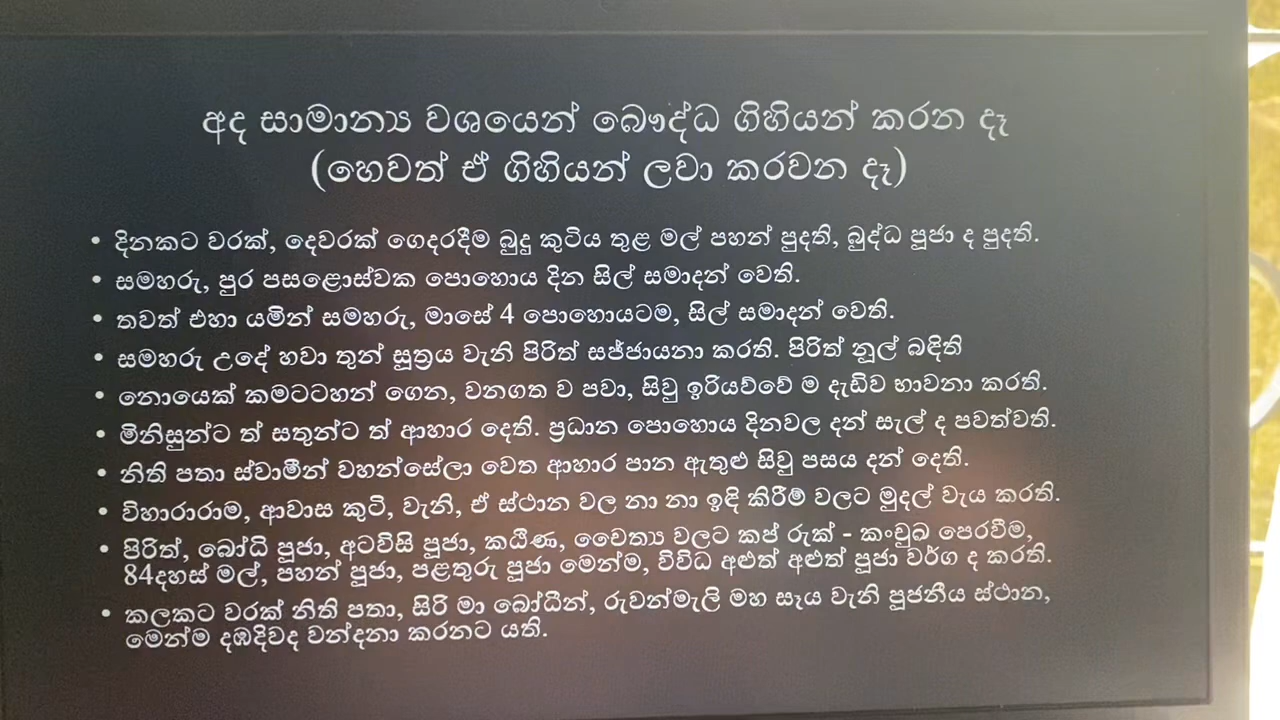 අද සාමාන්‍ය වශයෙන් බෞද්ධ ගිහියන් කරන දෑ
(හෙවත් ඒ ගිහියන් ලවා කරවන දෑ)
• දිනකට වරක්, දෙවරක් ගෙදරදීම බුදු කුටිය තුළ මල් පහන් පුදති, බුද්ධ පූජා ද පුදති.
• සමහරු, පුර පසළොස්වක පොහොය දින සිල් සමාදන් වෙති.
• තවත් එහා යමින් සමහරු, මාසේ 4 පොහොයටම, සිල් සමාදන් වෙති.
• සමහරු උදේ හවා තුන් සූත්‍රය වැනි පිරිත් සජ්ඣායනා කරති. පිරිත් නූල් බඳිති
• නොයෙක් කමටටහන් ගෙන, වනගත ව පවා, සිවු ඉරියව්වේ ම දැඩිව භාවනා කරති.
• මිනිසුන්ට ත් සතුන්ට ත් ආහාර දෙති. ප්‍රධාන පොහොය දිනවල දන් සැල් ද පවත්වති.
• නිති පතා ස්වාමීන් වහන්සේලා වෙත ආහාර පාන ඇතුළු සිවු පසය දන් දෙති.
• විහාරාරාම, ආවාස කුටි, වැනි, ඒ ස්ථාන වල නා නා ඉඳි කිරීම් වලට මුදල් වැය කරති.
• පිරිත්, බෝධි පූජා, අටවිසි පූජා, කඨිණ, චෛත්‍ය වලට කප් රුක් - කංචුඛ පෙරවීම,
84දහස් මල්, පහන් පූජා, පළතුරු පූජා මෙන්ම, විවිධ අළුත් අළුත් පූජා වර්ග ද කරති.
• කලකට වරක් නිති පතා, සිරි මා බෝධීන්, රුවන්මැලි මහ සෑය වැනි පූජනීය ස්ථාන,
මෙන්ම දඹදිවද වන්දනා කරනට යති.